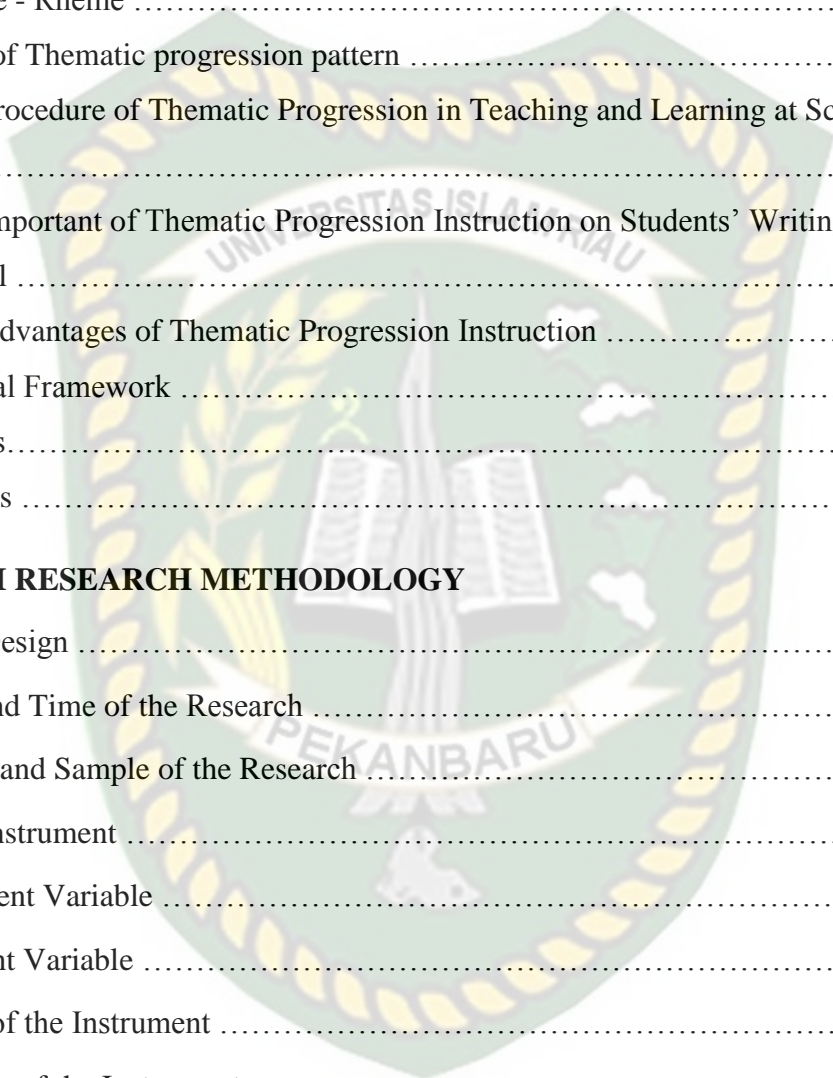 e - Rheme ……………………………………………………………
of Thematic progression pattern ……………………………………
rocedure of Thematic Progression in Teaching and Learning at Sc
……………………………………………………………………
UNIVERSITAS ISLAM RIAU
mportant of Thematic Progression Instruction on Students’ Writin
l ……………………………………………………………………
dvantages of Thematic Progression Instruction ……………………
al Framework ………………………………………………………
s……………………………………………………………………
s ……………………………………………………………………
I RESEARCH METHODOLOGY
esign ………………………………………………………………
nd Time of the Research ……………………………………………
PEKANBARU
and Sample of the Research …………………………………………
nstrument ……………………………………………………………
ent Variable …………………………………………………………
nt Variable ……………………………………………………………
of the Instrument ……………………………………………………